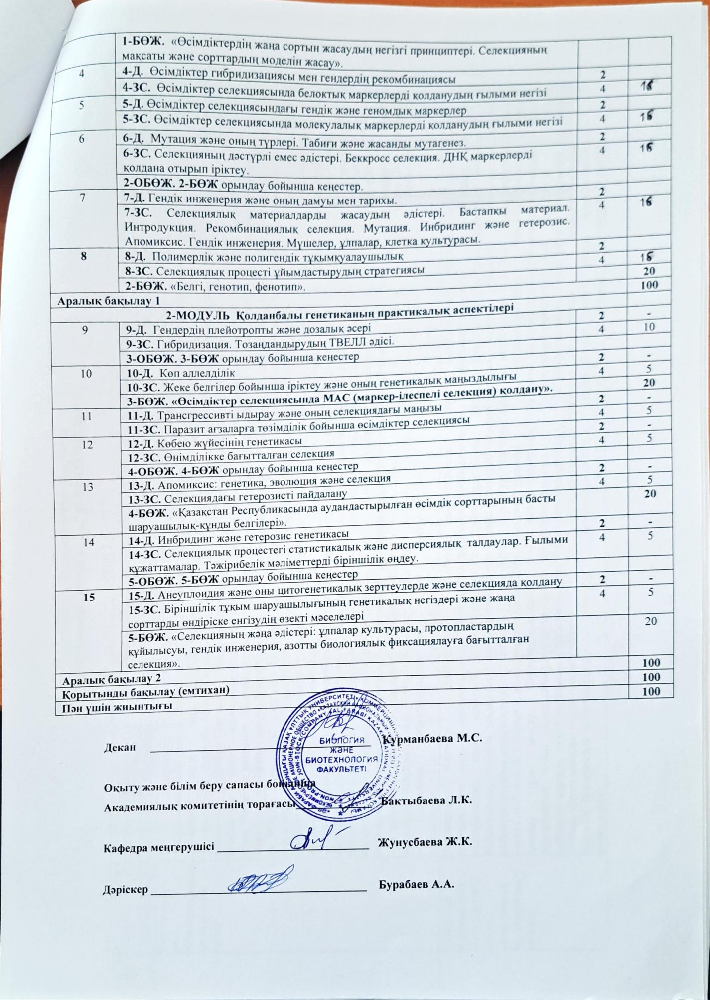 1-БӨЖ. «Өсімдіктердің жаңа сортын жасаудың негізгі принциптері. Селекцияның
мақсаты және сорттардың моделін жасау».
4
4-Д. Өсімдіктер гибридизациясы мен гендердің рекомбинациясы
2
4-ЗС. Өсімдіктер селекциясында белоктық маркерлерді қолданудың ғылыми негізі
4
5
5-Д. Өсімдіктер селекциясындағы гендік және геномдық маркерлер
2
5-ЗС. Өсімдіктер селекциясында молекулалық маркерлерді қолданудың ғылыми негізі
4
6
6-Д. Мутация және оның түрлері. Табиғи және жасанды мутагенез.
2
6-ЗС. Селекцияның дәстүрлі емес әдістері. Беккросс селекция. ДНҚ маркерлерді
қолдана отырып іріктеу.
4
2-ОБӨЖ. 2-БӨЖ орындау бойынша кеңестер.
7
7-Д. Гендік инженерия және оның дамуы мен тарихы.
2
7-ЗС. Селекциялық материалдарды жасаудың әдістері. Бастапқы материал.
Интродукция. Рекомбинациялық селекция. Мутация. Инбридинг және гетерозис.
Апомиксис. Гендік инженерия. Мүшелер, ұлпалар, клетка культурасы.
4
8
8-Д. Полимерлік және полигендік тұқымқуалаушылық
2
8-ЗС. Селекциялық процесті ұйымдастырудың стратегиясы
4
2-БӨЖ. «Белгі, генотип, фенотип».
20
Аралық бақылау 1
100
2-МОДУЛЬ Қолданбалы генетиканың практикалық аспектілері
9
9-Д. Гендердің плейотропты және дозалық әсері
2
-
9-ЗС. Гибридизация. Тозаңдандырудың ТВЕЛЛ әдісі.
4
10
3-ОБӨЖ. 3-БӨЖ орындау бойынша кеңестер
10
10-Д. Көп аллелділік
2
-
10-ЗС. Жеке белгілер бойынша іріктеу және оның генетикалық маңыздылығы
4
5
3-БӨЖ. «Өсімдіктер селекциясында МАС (маркер-ілеспелі селекция) қолдану».
20
11
11-Д. Трансгрессивті ыдырау және оның селекциядағы маңызы
2
-
11-ЗС. Паразит ағзаларға төзімділік бойынша өсімдіктер селекциясы
4
5
12
12-Д. Көбею жүйесінің генетикасы
2
-
12-ЗС. Өнімділікке бағытталған селекция
4
5
4-ОБӨЖ. 4-БӨЖ орындау бойынша кеңестер
13
13-Д. Апомиксис: генетика, эволюция және селекция
2
-
13-ЗС. Селекциядағы гетерозисті пайдалану
4
5
4-БӨЖ. «Қазақстан Республикасында аудандастырылған өсімдік сорттарының басты
шаруашылық-құнды белгілері».
20
14
14-Д. Инбридинг және гетерозис генетикасы
2
-
14-ЗС. Селекциялық процестегі статистикалық және дисперсиялық талдаулар. Ғылыми
құжаттамалар. Тәжірибелік мәліметтерді біріншілік өңдеу.
4
5
5-ОБӨЖ. 5-БӨЖ орындау бойынша кеңестер
15
15-Д. Анеуплоидия және оны цитогенетикалық зерттеулерде және селекцияда қолдану
2
-
15-ЗС. Біріншілік тұқым шаруашылығының генетикалық негіздері және жаңа
сорттарды өндіріске енгізудің өзекті мәселелері
4
5
5-БӨЖ. «Селекцияның жәңа әдістері: ұлпалар культурасы, протопластардың
құйылысуы, гендік инженерия, азотты биологиялық фиксациялауға бағытталған
селекция».
20
Аралық бақылау 2
100
Қорытынды бақылау (емтихан)
100
Пән үшін жиынтығы
100
Декан Курманбаева М.С.
БИОЛОГИЯ
ЖӘНЕ
БИОТЕХНОЛОГИЯ
ФАКУЛЬТЕТІ
Оқыту және білім беру сапасы бойынша
Академиялық комитетінің төрағасы Бактыбаева Л.К.
Кафедра меңгерушісі Жунусбаева Ж.К.
Дәріскер Бурабаев А.А.